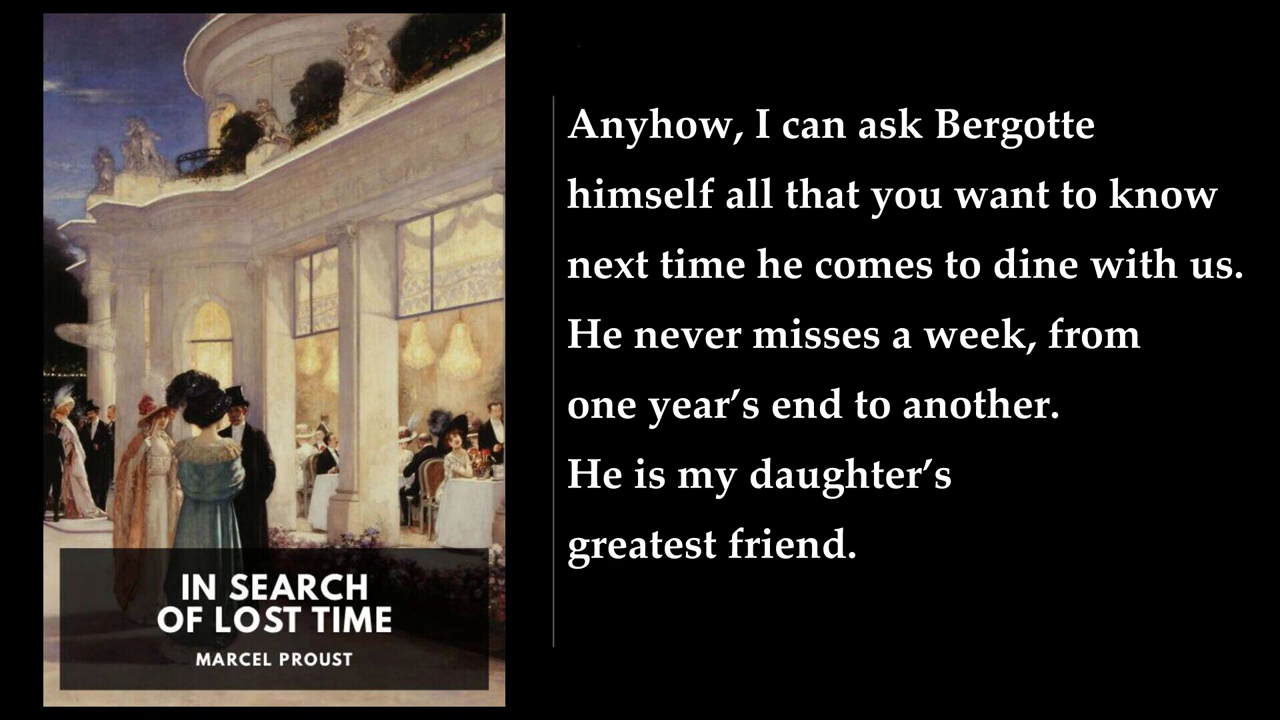 IN SEARCH
OF LOST TIME
MARCEL PROUST
Anyhow, I can ask Bergotte
himself all that you want to know
next time he comes to dine with us.
He never misses a week, from
one year’s end to another.
He is my daughter’s
greatest friend.